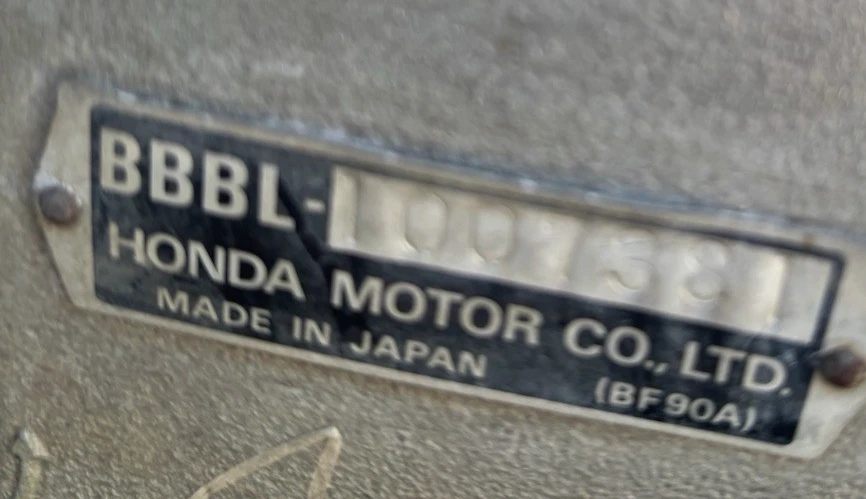 BBBL-
HONDA MOTOR CO., LTD.
MADE IN JAPAN (BF90A)